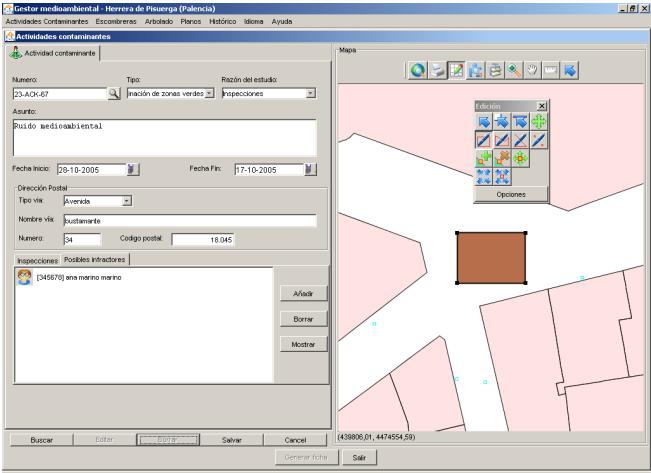 Gestor medioambiental - Herrera de Pisuerga (Palencia)
Actividades Contaminantes Escombreras Arbolado Planos Histórico Idioma Ayuda
Actividades contaminantes
Actividad contaminante
Mapa
Numero: Tipo: Razón del estudio:
23-ACK-67 inación de zonas verdes Inspecciones
Asunto:
Ruido medioambiental
Fecha Inicio: 28-10-2005 Fecha Fin: 17-10-2005
Dirección Postal
Tipo via: Avenida
Nombre vía: bustamante
Numero: 34 Codigo postal: 18.045
Inspecciones Posibles infractores
[345678] ana marino marino
Añadir
Borrar
Mostrar
Edición
Opciones
Buscar Editar Borrar Salvar Cancel
(439806,01, 4474554,59)
Generar ficha Salir